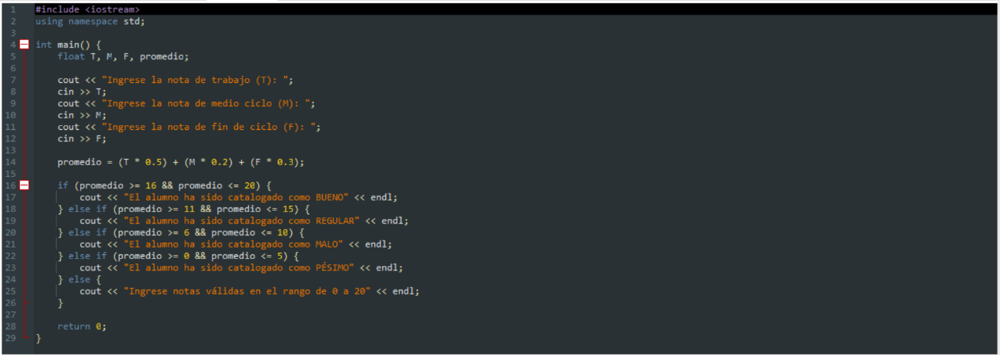 1 #include <iostream>
2 using namespace std;
3
4 int main() {
5 float T, M, F, promedio;
6
7 cout << "Ingrese la nota de trabajo (T): ";
8 cin >> T;
9 cout << "Ingrese la nota de medio ciclo (M): ";
10 cin >> M;
11 cout << "Ingrese la nota de fin de ciclo (F): ";
12 cin >> F;
13
14 promedio = (T * 0.5) + (M * 0.2) + (F * 0.3);
15
16 if (promedio >= 16 && promedio <= 20) {
17 cout << "El alumno ha sido catalogado como BUENO" << endl;
18 } else if (promedio >= 11 && promedio <= 15) {
19 cout << "El alumno ha sido catalogado como REGULAR" << endl;
20 } else if (promedio >= 6 && promedio <= 10) {
21 cout << "El alumno ha sido catalogado como MALO" << endl;
22 } else if (promedio >= 0 && promedio <= 5) {
23 cout << "El alumno ha sido catalogado como PÉSIMO" << endl;
24 } else {
25 cout << "Ingrese notas válidas en el rango de 0 a 20" << endl;
26 }
27
28 return 0;
29 }